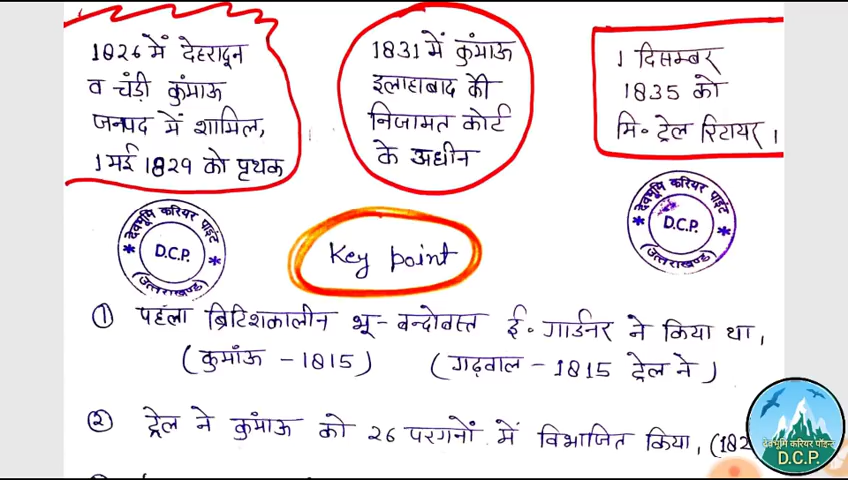 1826 में देहरादून
व चंड़ी कुंमाऊ
जनपद में शामिल,
1 मई 1829 को पृथक
1831 में कुंमाऊ
इलाहाबाद की
निजामत कोर्ट
के अधीन
1 दिसम्बर
1835 को
मि॰ ट्रेल रिटायर।
देवभूमि करियर पाइंट
D.C.P.
(उत्तराखण्ड)
देवभूमि करियर पाइंट
D.C.P.
(उत्तराखण्ड)
Key point
① पहला ब्रिटिशकालीन भू-बन्दोबस्त ई॰ गार्डनर ने किया था,
(कुमांऊ - 1815) (गढ़वाल - 1815 ट्रेल ने)
② ट्रेल ने कुमांऊ को 26 परगनों में विभाजित किया, (182
देवभूमि करियर पॉइन्ट
D.C.P.